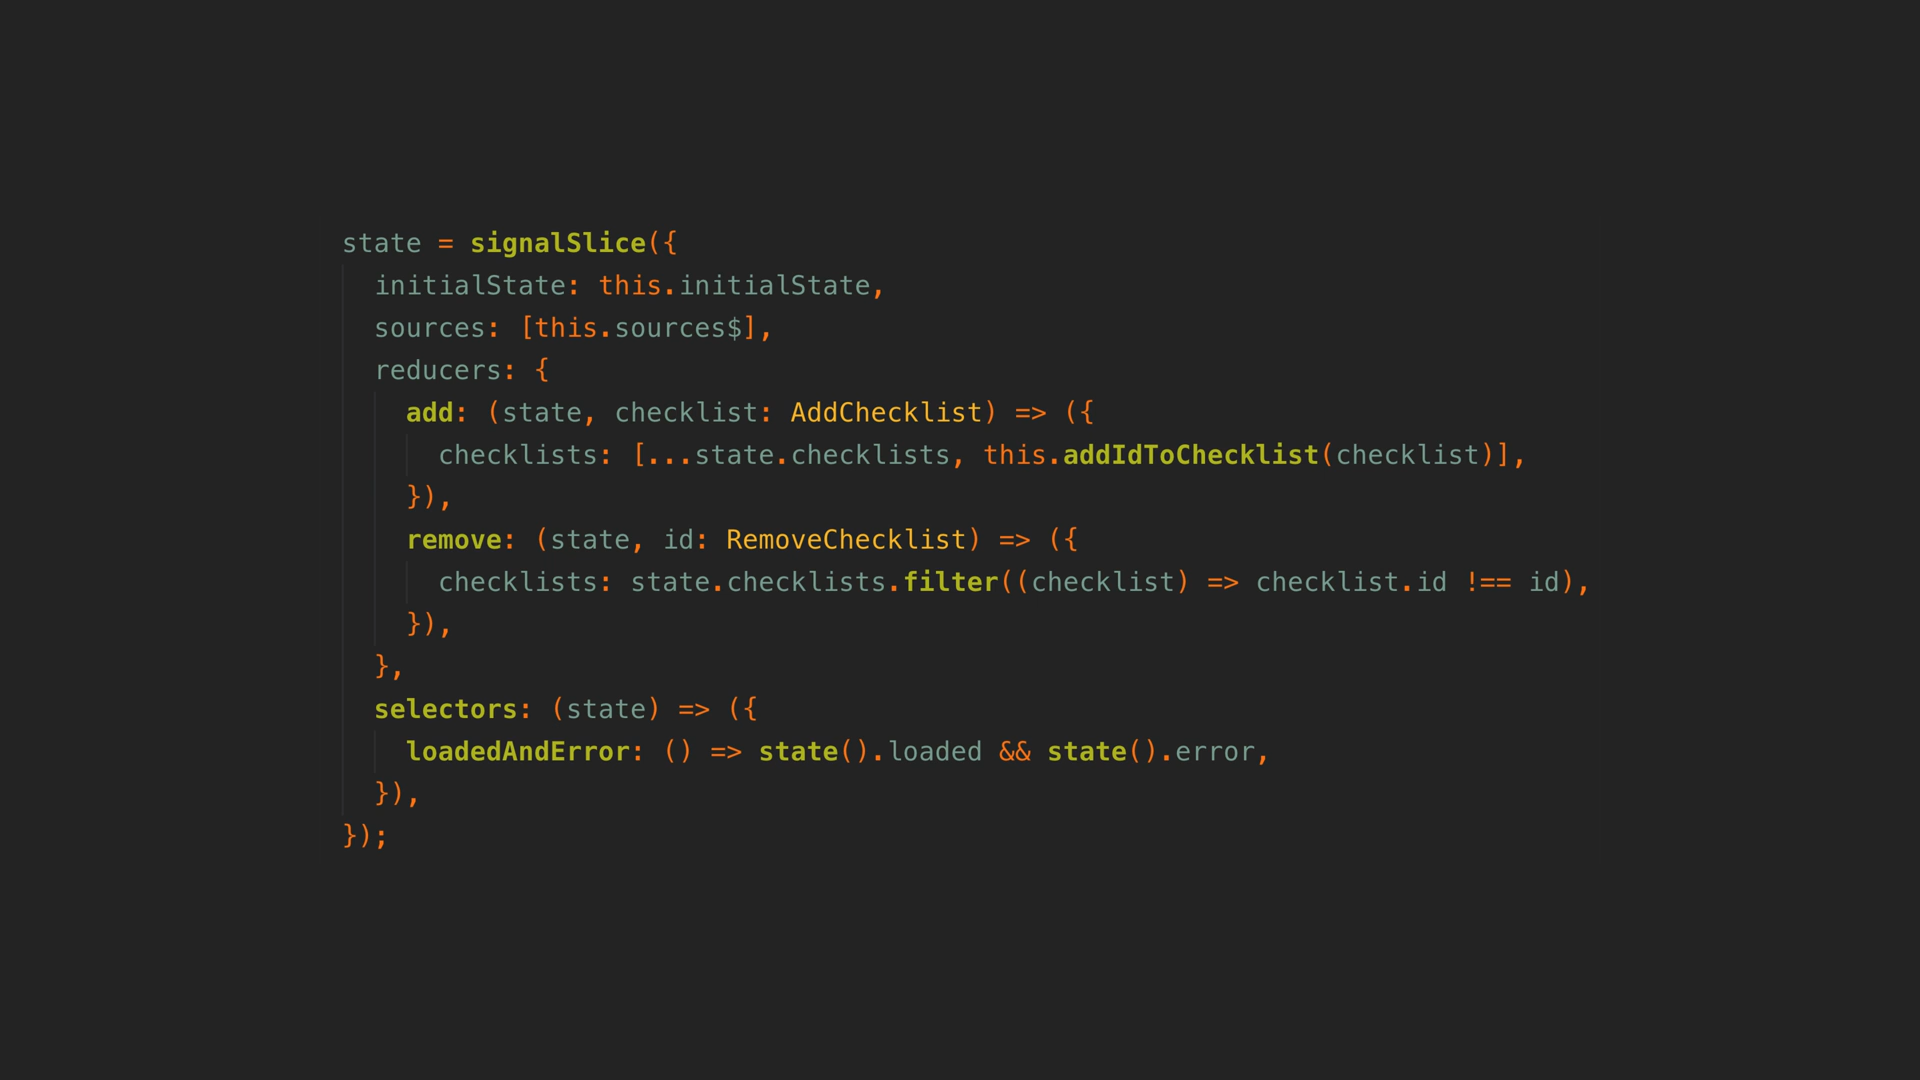 state = signalSlice({
  initialState: this.initialState,
  sources: [this.sources$],
  reducers: {
    add: (state, checklist: AddChecklist) => ({
      checklists: [...state.checklists, this.addIdToChecklist(checklist)],
    }),
    remove: (state, id: RemoveChecklist) => ({
      checklists: state.checklists.filter((checklist) => checklist.id !== id),
    }),
  },
  selectors: (state) => ({
    loadedAndError: () => state().loaded && state().error,
  }),
});